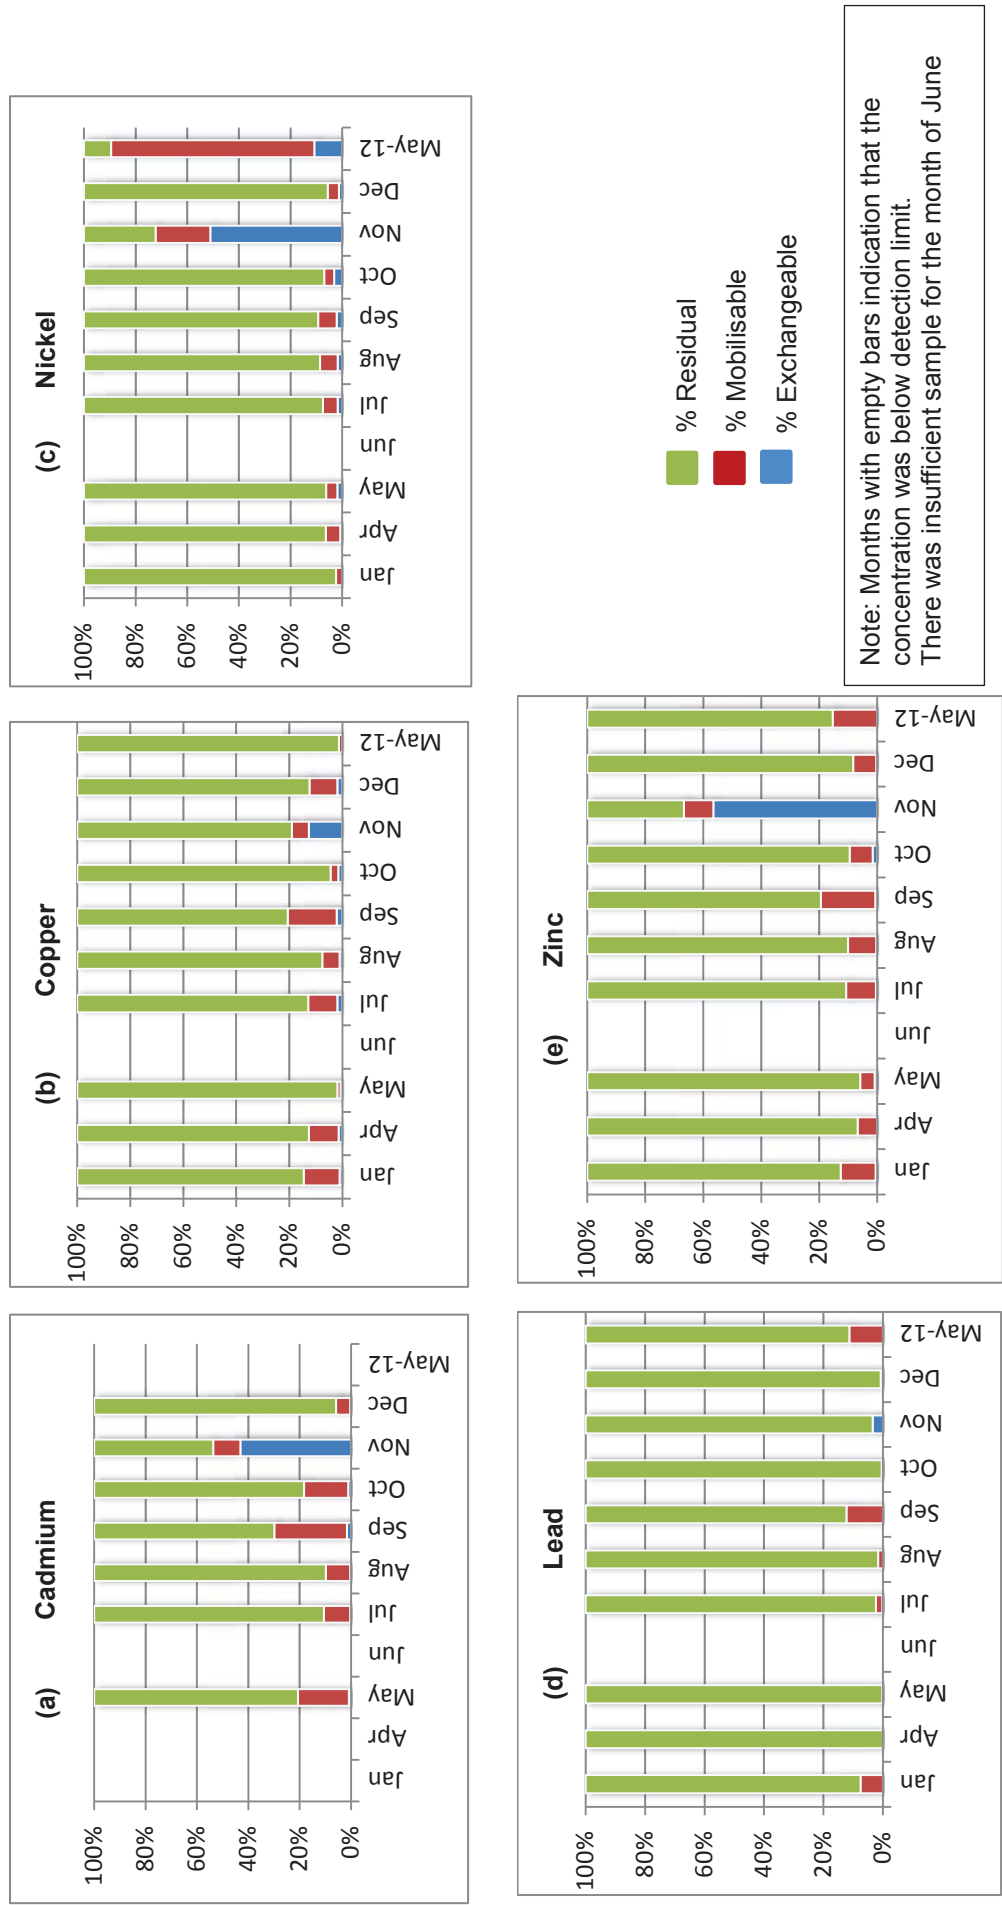 (a) Cadmium
100%
80%
60%
40%
20%
0%
Jan Apr May Jun Jul Aug Sep Oct Nov Dec May-12
(b) Copper
100%
80%
60%
40%
20%
0%
Jan Apr May Jun Jul Aug Sep Oct Nov Dec May-12
(c) Nickel
100%
80%
60%
40%
20%
0%
Jan Apr May Jun Jul Aug Sep Oct Nov Dec May-12
(d) Lead
100%
80%
60%
40%
20%
0%
Jan Apr May Jun Jul Aug Sep Oct Nov Dec May-12
(e) Zinc
100%
80%
60%
40%
20%
0%
Jan Apr May Jun Jul Aug Sep Oct Nov Dec May-12
% Residual
% Mobilisable
% Exchangeable
Note: Months with empty bars indication that the
concentration was below detection limit.
There was insufficient sample for the month of June